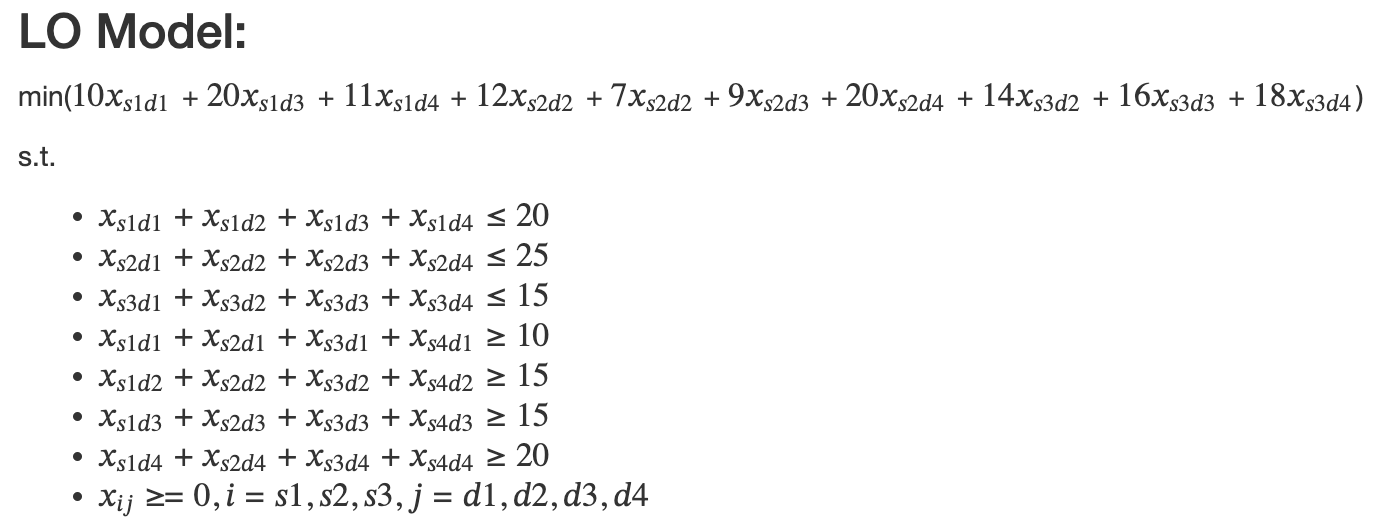 LO Model:
min(10x_{s1d1} + 20x_{s1d3} + 11x_{s1d4} + 12x_{s2d2} + 7x_{s2d2} + 9x_{s2d3} + 20x_{s2d4} + 14x_{s3d2} + 16x_{s3d3} + 18x_{s3d4})
s.t.
• x_{s1d1} + x_{s1d2} + x_{s1d3} + x_{s1d4} ≤ 20
• x_{s2d1} + x_{s2d2} + x_{s2d3} + x_{s2d4} ≤ 25
• x_{s3d1} + x_{s3d2} + x_{s3d3} + x_{s3d4} ≤ 15
• x_{s1d1} + x_{s2d1} + x_{s3d1} + x_{s4d1} ≥ 10
• x_{s1d2} + x_{s2d2} + x_{s3d2} + x_{s4d2} ≥ 15
• x_{s1d3} + x_{s2d3} + x_{s3d3} + x_{s4d3} ≥ 15
• x_{s1d4} + x_{s2d4} + x_{s3d4} + x_{s4d4} ≥ 20
• x_{ij} ≥= 0, i = s1, s2, s3, j = d1, d2, d3, d4